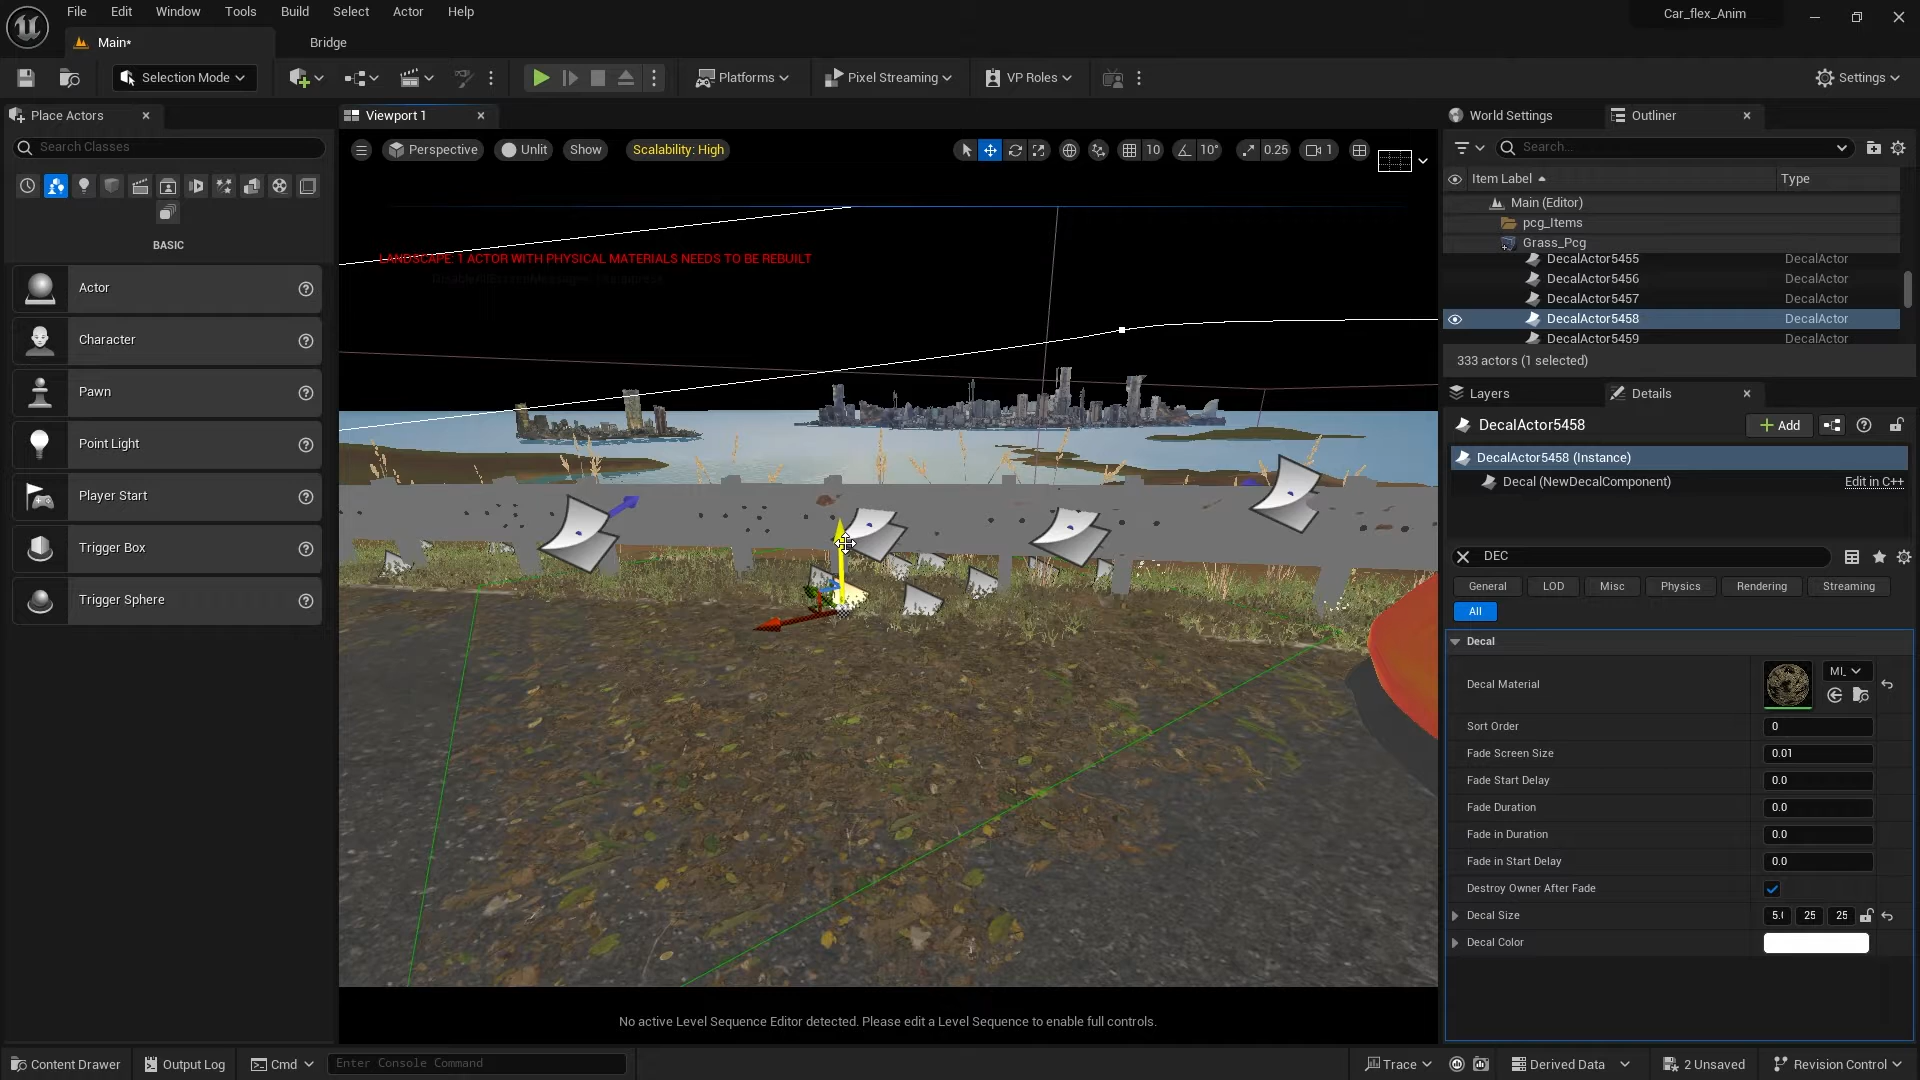 File Edit Window Tools Build Select Actor Help
Car_flex_Anim
Main*
Bridge
Selection Mode
Platforms
Pixel Streaming
VP Roles
Settings
Place Actors
Viewport 1
World Settings
Outliner
Search Classes
Perspective
Unlit
Show
Scalability: High
10
10°
0.25
1
Search...
Item Label
Type
Main (Editor)
pcg_Items
Grass_Pcg
DecalActor5455 DecalActor
DecalActor5456 DecalActor
DecalActor5457 DecalActor
DecalActor5458 DecalActor
DecalActor5459 DecalActor
333 actors (1 selected)
BASIC
Actor
Character
Pawn
Point Light
Player Start
Trigger Box
Trigger Sphere
LANDSCAPE: 1 ACTOR WITH PHYSICAL MATERIALS NEEDS TO BE REBUILT
Layers
Details
DecalActor5458
Add
DecalActor5458 (Instance)
Decal (NewDecalComponent)
Edit in C++
DEC
General
LOD
Misc
Physics
Rendering
Streaming
All
Decal
Decal Material
MI_
Sort Order 0
Fade Screen Size 0.01
Fade Start Delay 0.0
Fade Duration 0.0
Fade in Duration 0.0
Fade in Start Delay 0.0
Destroy Owner After Fade
Decal Size 5.( 25 25
Decal Color
No active Level Sequence Editor detected. Please edit a Level Sequence to enable full controls.
Content Drawer
Output Log
Cmd
Enter Console Command
Trace
Derived Data
2 Unsaved
Revision Control